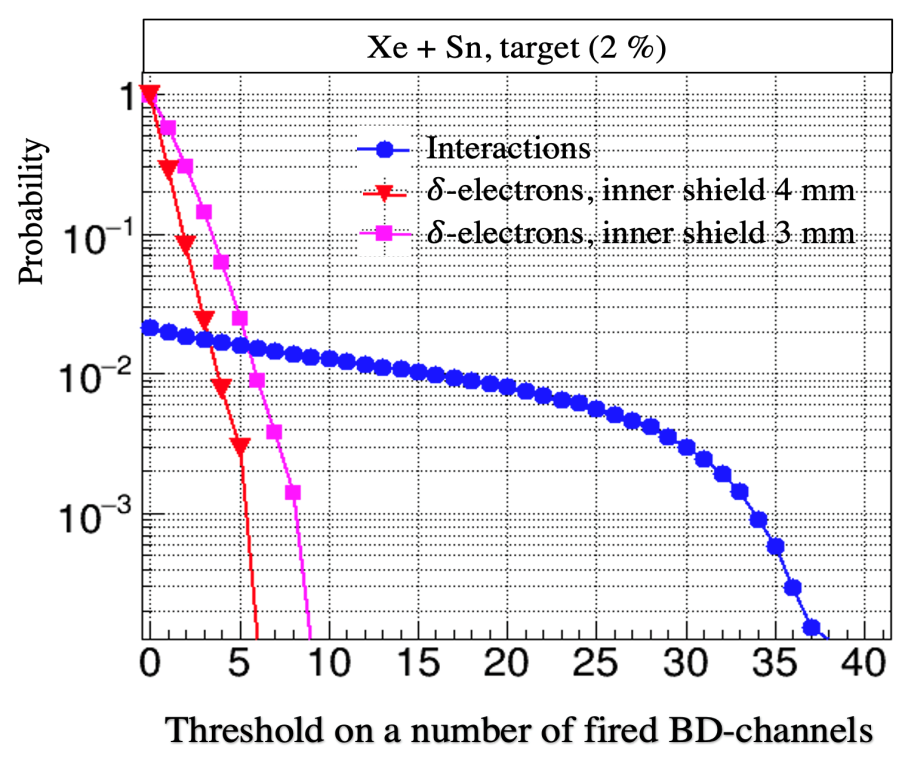 Xe + Sn, target (2 %)
Probability
1
10⁻¹
10⁻²
10⁻³
Interactions
δ-electrons, inner shield 4 mm
δ-electrons, inner shield 3 mm
0 5 10 15 20 25 30 35 40
Threshold on a number of fired BD-channels